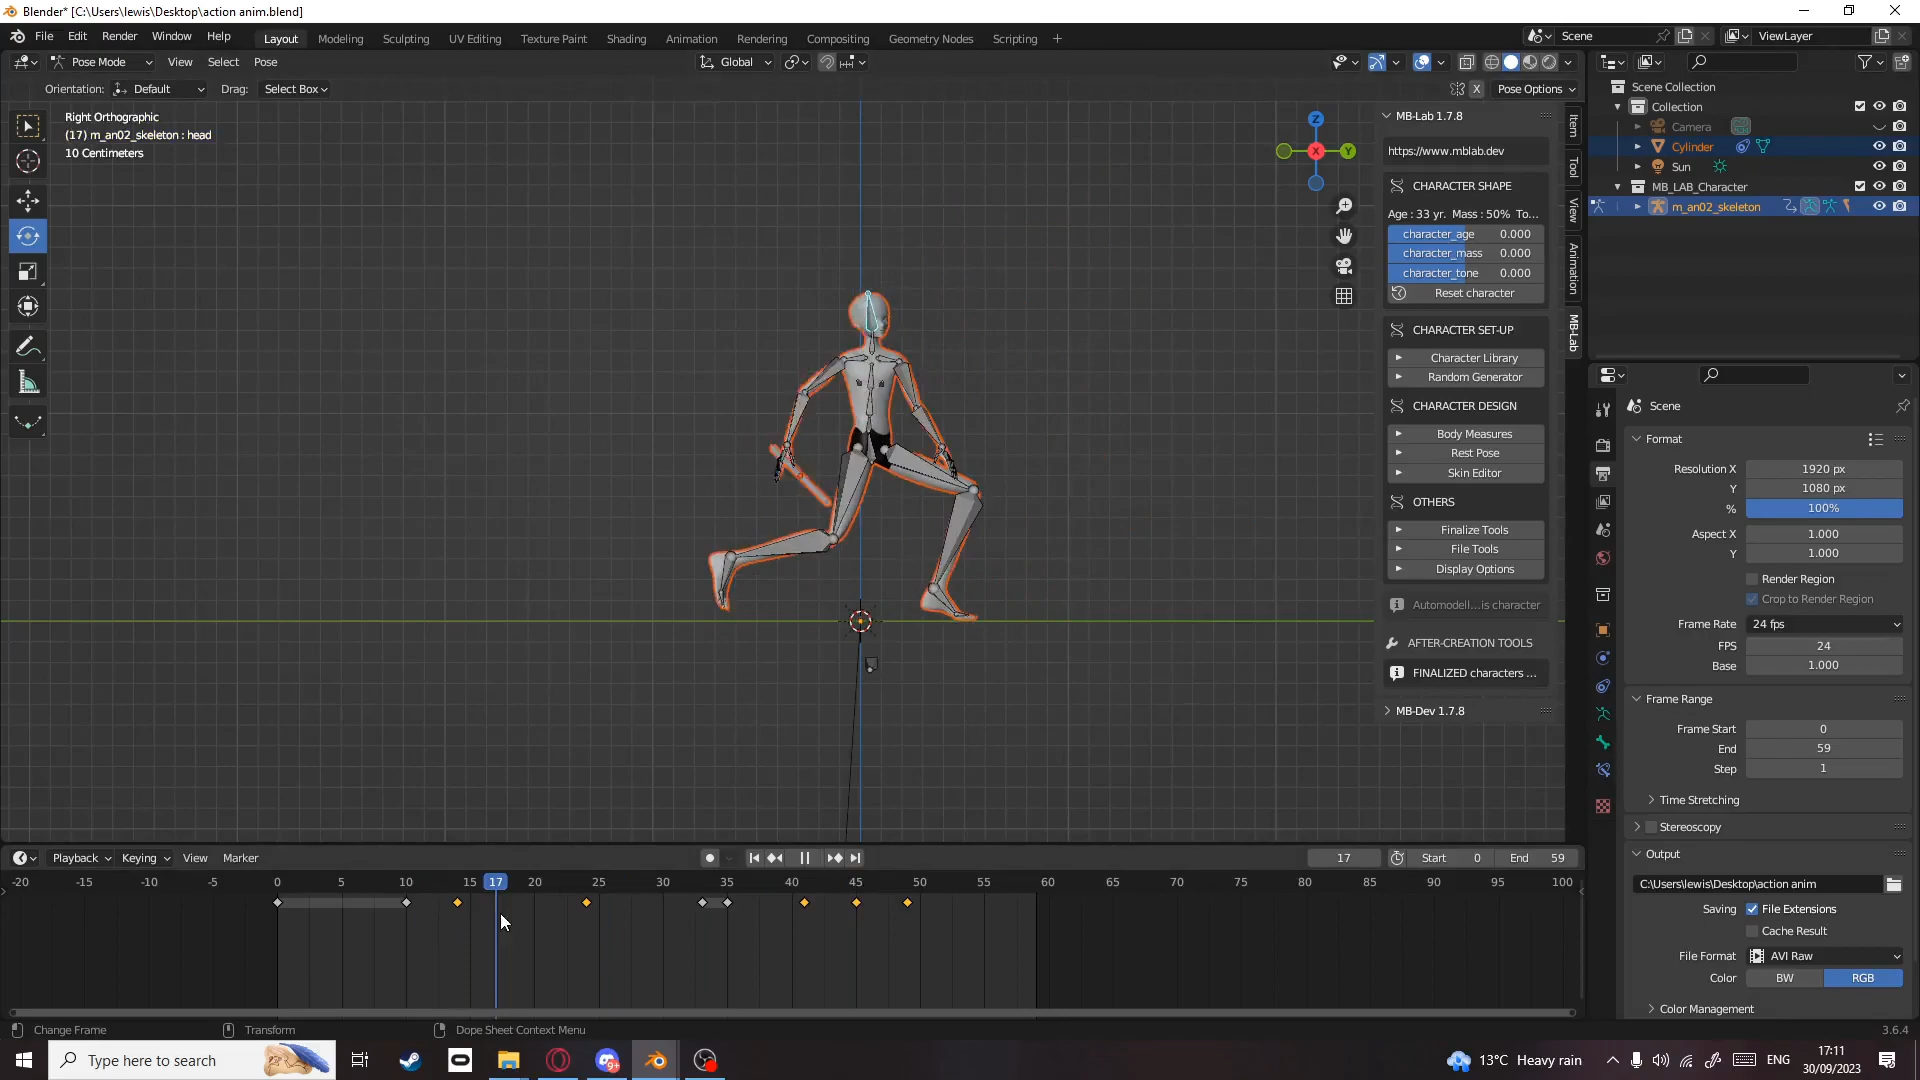 Blender* [C:\Users\lewis\Desktop\action anim.blend]
File Edit Render Window Help
Layout Modeling Sculpting UV Editing Texture Paint Shading Animation Rendering Compositing Geometry Nodes Scripting +
Scene
ViewLayer
Pose Mode View Select Pose
Global
Orientation: Default Drag: Select Box
X Pose Options
Right Orthographic
(17) m_an02_skeleton : head
10 Centimeters
Z
X
Y
MB-Lab 1.7.8
https://www.mblab.dev
CHARACTER SHAPE
Age : 33 yr. Mass : 50% To...
character_age 0.000
character_mass 0.000
character_tone 0.000
Reset character
CHARACTER SET-UP
Character Library
Random Generator
CHARACTER DESIGN
Body Measures
Rest Pose
Skin Editor
OTHERS
Finalize Tools
File Tools
Display Options
Automodell...is character
AFTER-CREATION TOOLS
FINALIZED characters ...
MB-Dev 1.7.8
Item
Tool
View
Animation
MB-Lab
Scene Collection
Collection
Camera
Cylinder
Sun
MB_LAB_Character
m_an02_skeleton
Scene
Format
Resolution X 1920 px
Y 1080 px
% 100%
Aspect X 1.000
Y 1.000
Render Region
Crop to Render Region
Frame Rate 24 fps
FPS 24
Base 1.000
Frame Range
Frame Start 0
End 59
Step 1
Time Stretching
Stereoscopy
Output
C:\Users\lewis\Desktop\action anim
Saving File Extensions
Cache Result
File Format AVI Raw
Color BW RGB
Color Management
Playback Keying View Marker
17 Start 0 End 59
-20 -15 -10 -5 0 5 10 15 17 20 25 30 35 40 45 50 55 60 65 70 75 80 85 90 95 100
Change Frame Transform Dope Sheet Context Menu
3.6.4
Type here to search
9+
13°C Heavy rain
ENG
17:11
30/09/2023